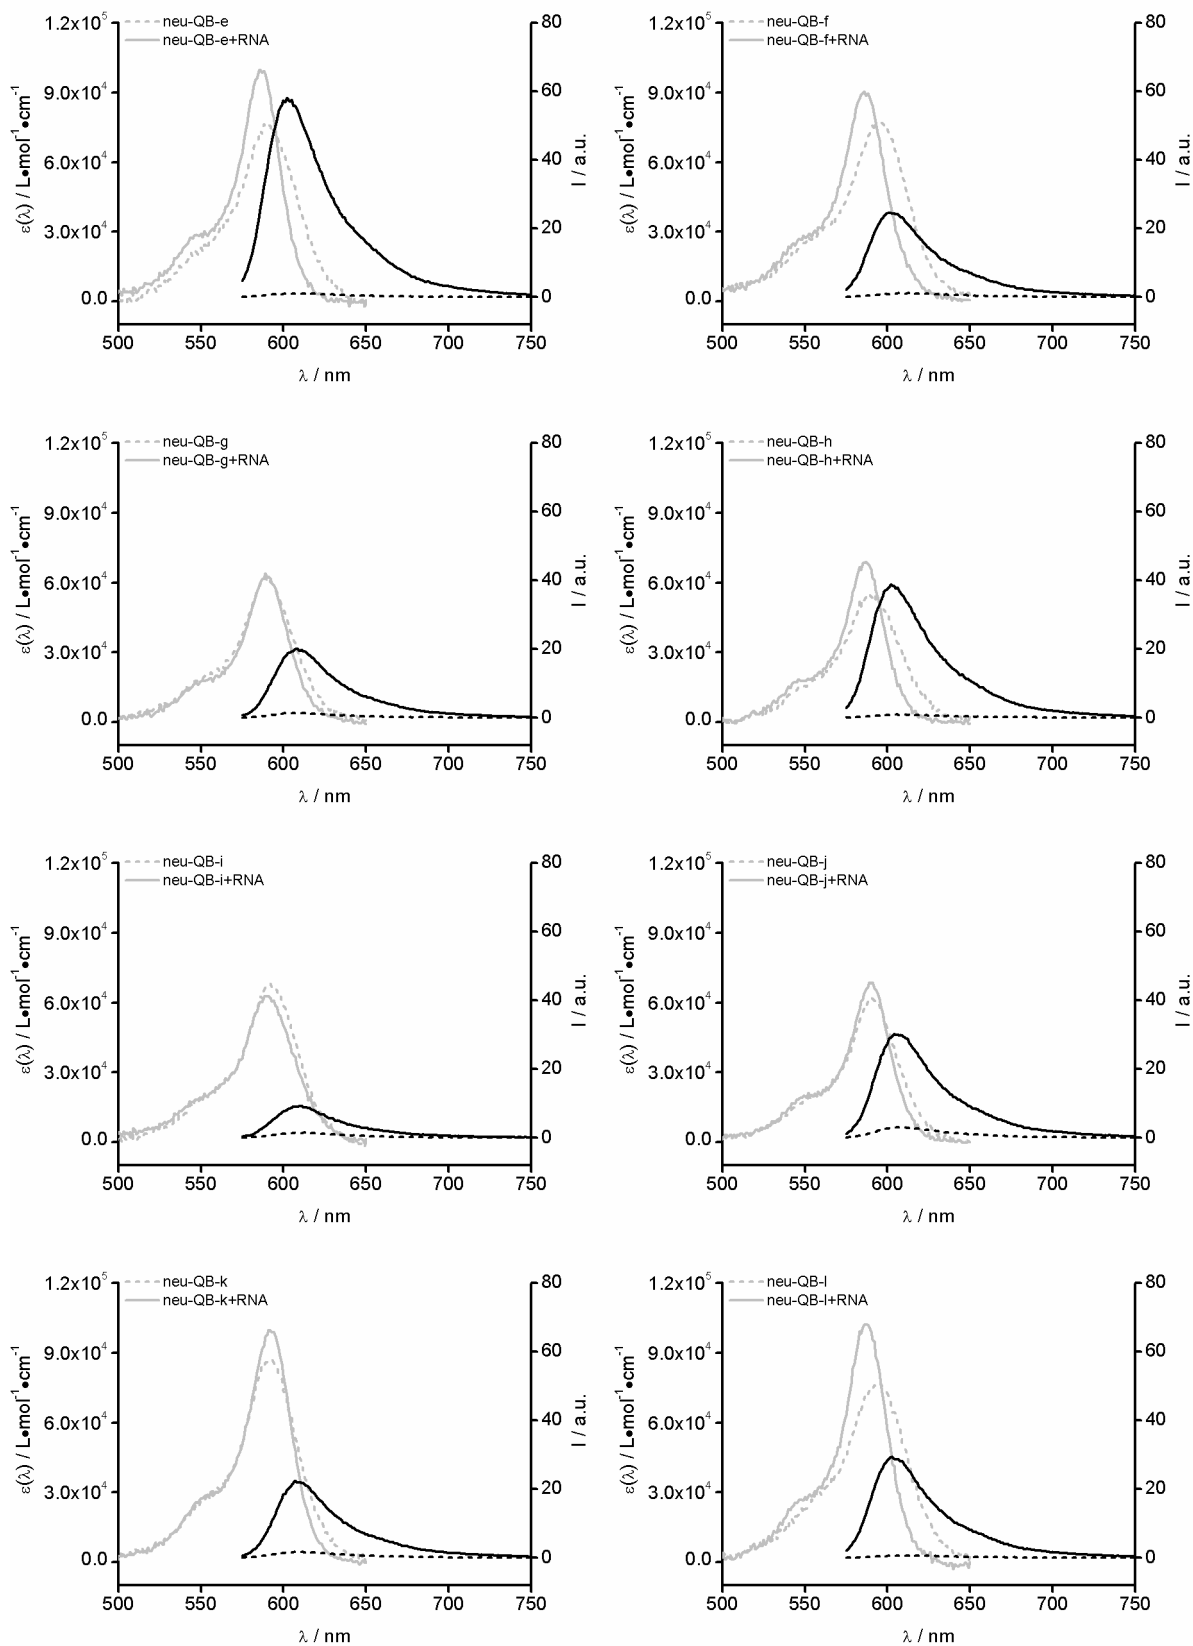 neu-QB-e
neu-QB-e+RNA
1.2x10⁵
9.0x10⁴
6.0x10⁴
3.0x10⁴
0.0
ε(λ) / L•mol⁻¹•cm⁻¹
80
60
40
20
0
I / a.u.
500 550 600 650 700 750
λ / nm
neu-QB-f
neu-QB-f+RNA
1.2x10⁵
9.0x10⁴
6.0x10⁴
3.0x10⁴
0.0
ε(λ) / L•mol⁻¹•cm⁻¹
80
60
40
20
0
I / a.u.
500 550 600 650 700 750
λ / nm
neu-QB-g
neu-QB-g+RNA
1.2x10⁵
9.0x10⁴
6.0x10⁴
3.0x10⁴
0.0
ε(λ) / L•mol⁻¹•cm⁻¹
80
60
40
20
0
I / a.u.
500 550 600 650 700 750
λ / nm
neu-QB-h
neu-QB-h+RNA
1.2x10⁵
9.0x10⁴
6.0x10⁴
3.0x10⁴
0.0
ε(λ) / L•mol⁻¹•cm⁻¹
80
60
40
20
0
I / a.u.
500 550 600 650 700 750
λ / nm
neu-QB-i
neu-QB-i+RNA
1.2x10⁵
9.0x10⁴
6.0x10⁴
3.0x10⁴
0.0
ε(λ) / L•mol⁻¹•cm⁻¹
80
60
40
20
0
I / a.u.
500 550 600 650 700 750
λ / nm
neu-QB-j
neu-QB-j+RNA
1.2x10⁵
9.0x10⁴
6.0x10⁴
3.0x10⁴
0.0
ε(λ) / L•mol⁻¹•cm⁻¹
80
60
40
20
0
I / a.u.
500 550 600 650 700 750
λ / nm
neu-QB-k
neu-QB-k+RNA
1.2x10⁵
9.0x10⁴
6.0x10⁴
3.0x10⁴
0.0
ε(λ) / L•mol⁻¹•cm⁻¹
80
60
40
20
0
I / a.u.
500 550 600 650 700 750
λ / nm
neu-QB-l
neu-QB-l+RNA
1.2x10⁵
9.0x10⁴
6.0x10⁴
3.0x10⁴
0.0
ε(λ) / L•mol⁻¹•cm⁻¹
80
60
40
20
0
I / a.u.
500 550 600 650 700 750
λ / nm